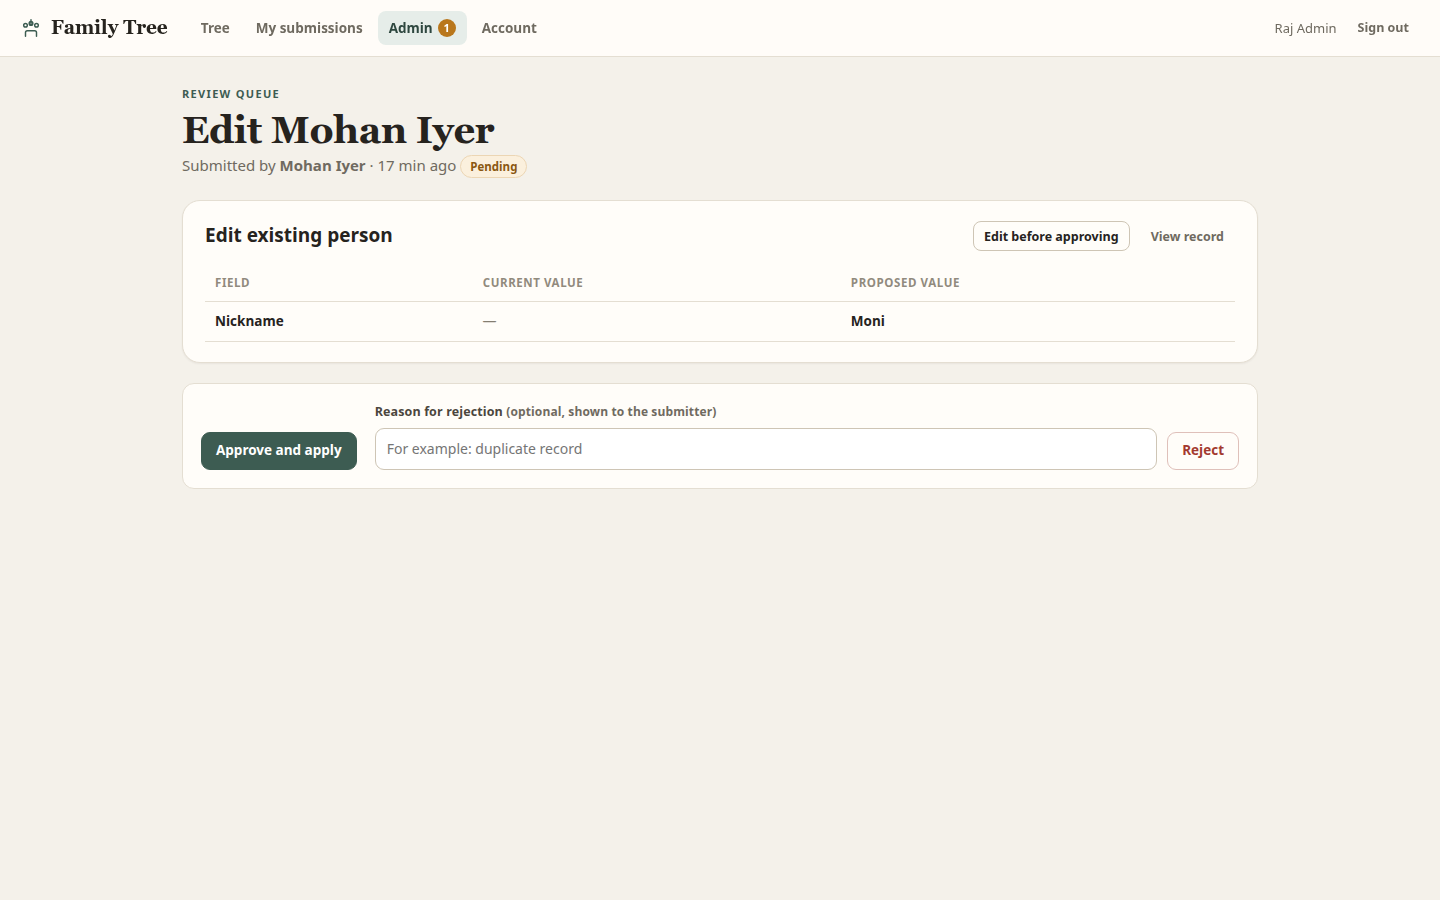 Family Tree
Tree
My submissions
Admin 1
Account
Raj Admin
Sign out
REVIEW QUEUE
Edit Mohan Iyer
Submitted by Mohan Iyer · 17 min ago Pending
Edit existing person
Edit before approving
View record
FIELD CURRENT VALUE PROPOSED VALUE
Nickname — Moni
Reason for rejection (optional, shown to the submitter)
Approve and apply
For example: duplicate record
Reject